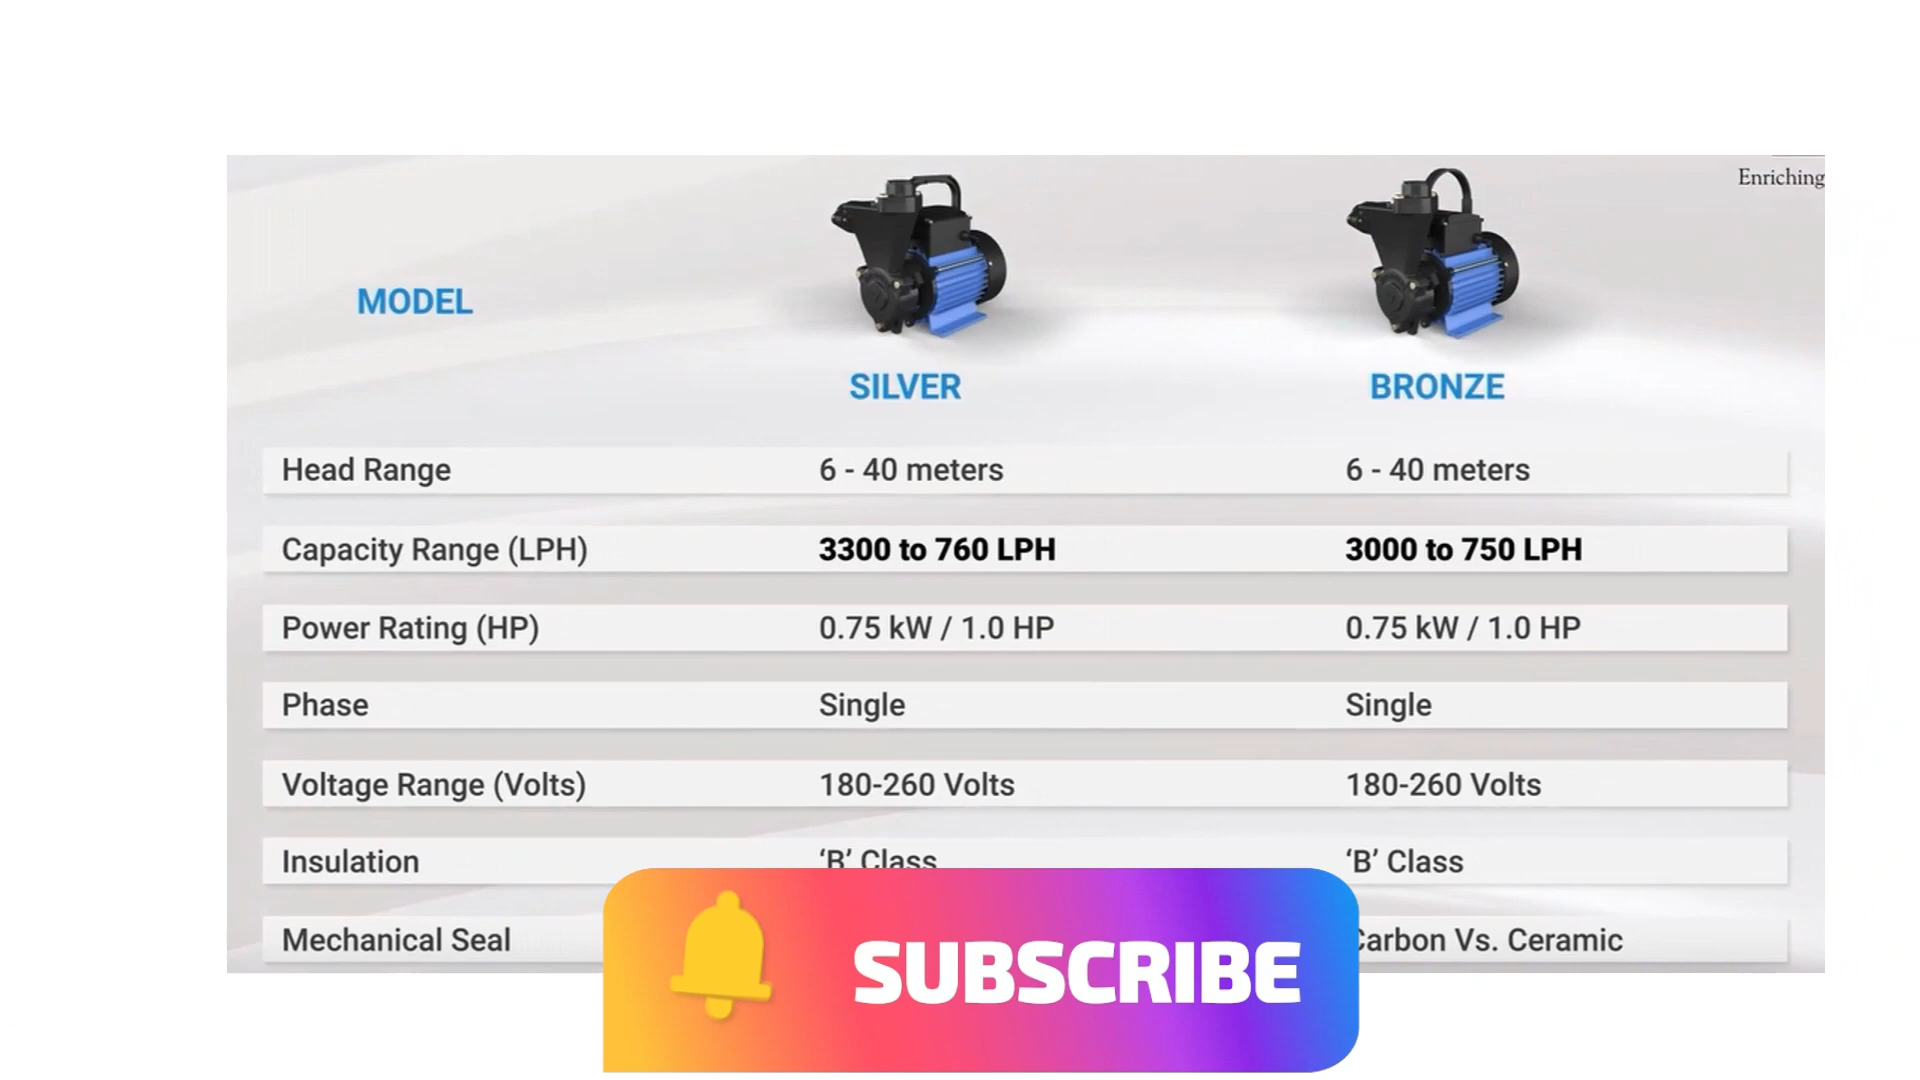 Enriching
MODEL
SILVER BRONZE
Head Range 6 - 40 meters 6 - 40 meters
Capacity Range (LPH) 3300 to 760 LPH 3000 to 750 LPH
Power Rating (HP) 0.75 kW / 1.0 HP 0.75 kW / 1.0 HP
Phase Single Single
Voltage Range (Volts) 180-260 Volts 180-260 Volts
Insulation ‘B’ Class ‘B’ Class
Mechanical Seal Carbon Vs. Ceramic
SUBSCRIBE